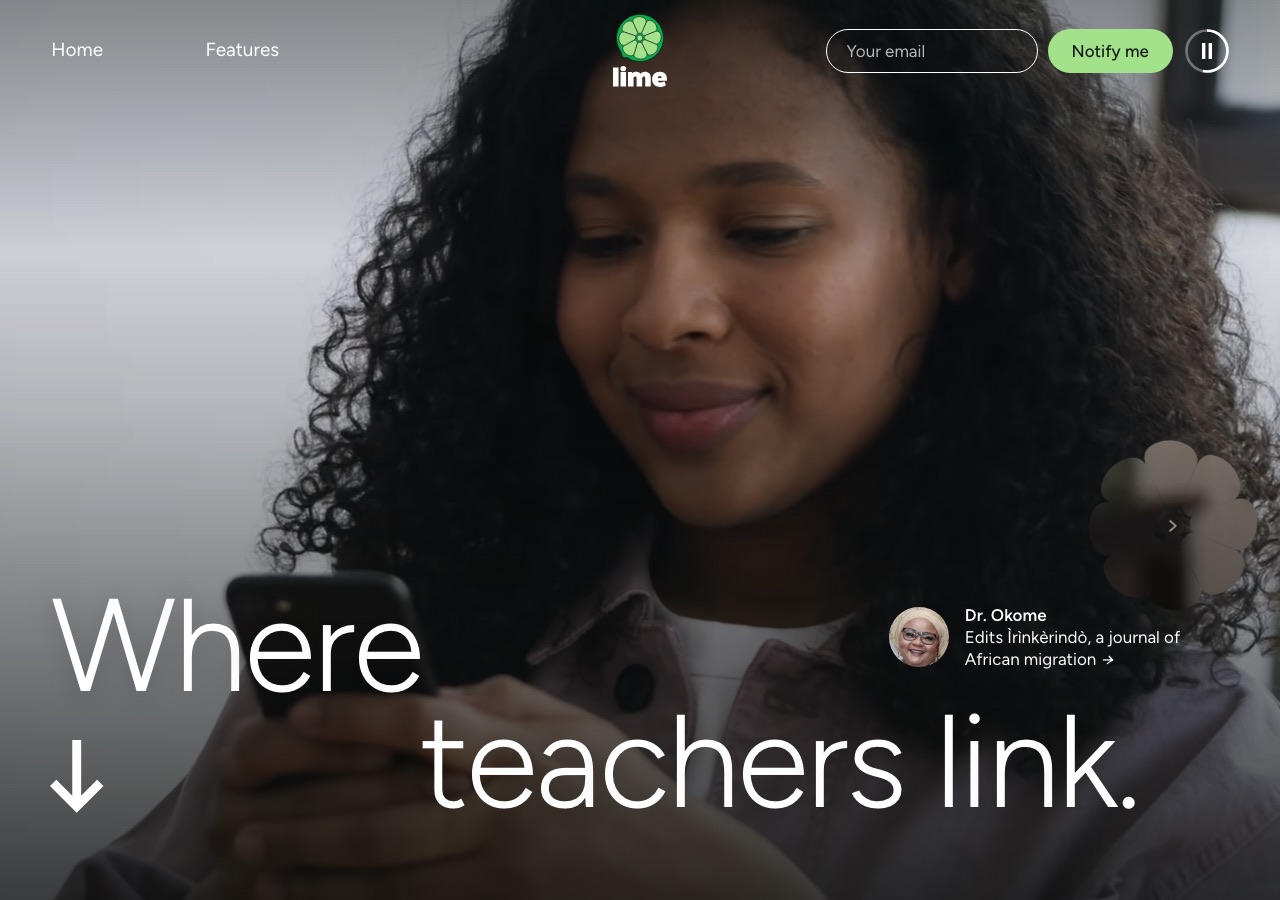 Home
Features
lime
Your email
Notify me
Where
Dr. Okome
Edits Ìrìnkèrindò, a journal of
African migration →
teachers link.